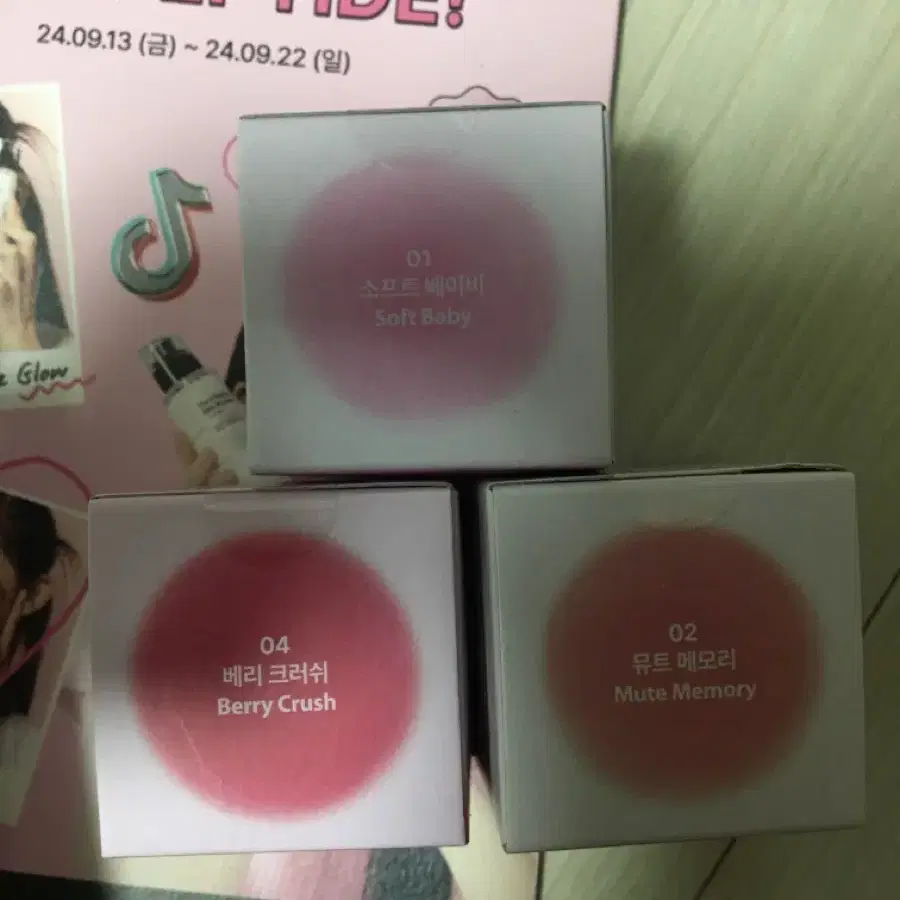 24.09.13 (금) ~ 24.09.22 (일)
01
소프트 베이비
Soft Baby
Glow
04
베리 크러쉬
Berry Crush
02
뮤트 메모리
Mute Memory